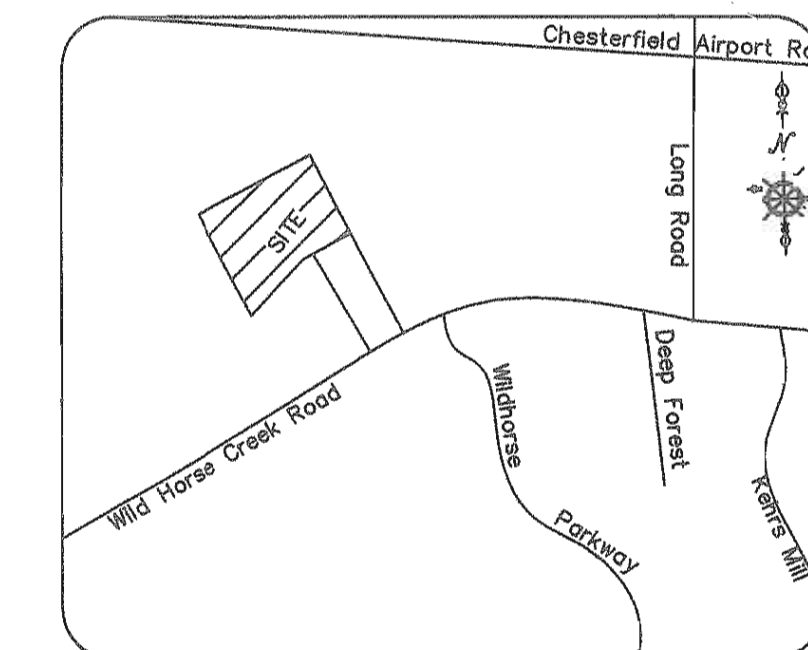 Chesterfield Airport Ro
N
Long Road
SITE
Wild Horse Creek Road
Wildhorse Parkway
Deep Forest
Kehrs Mill